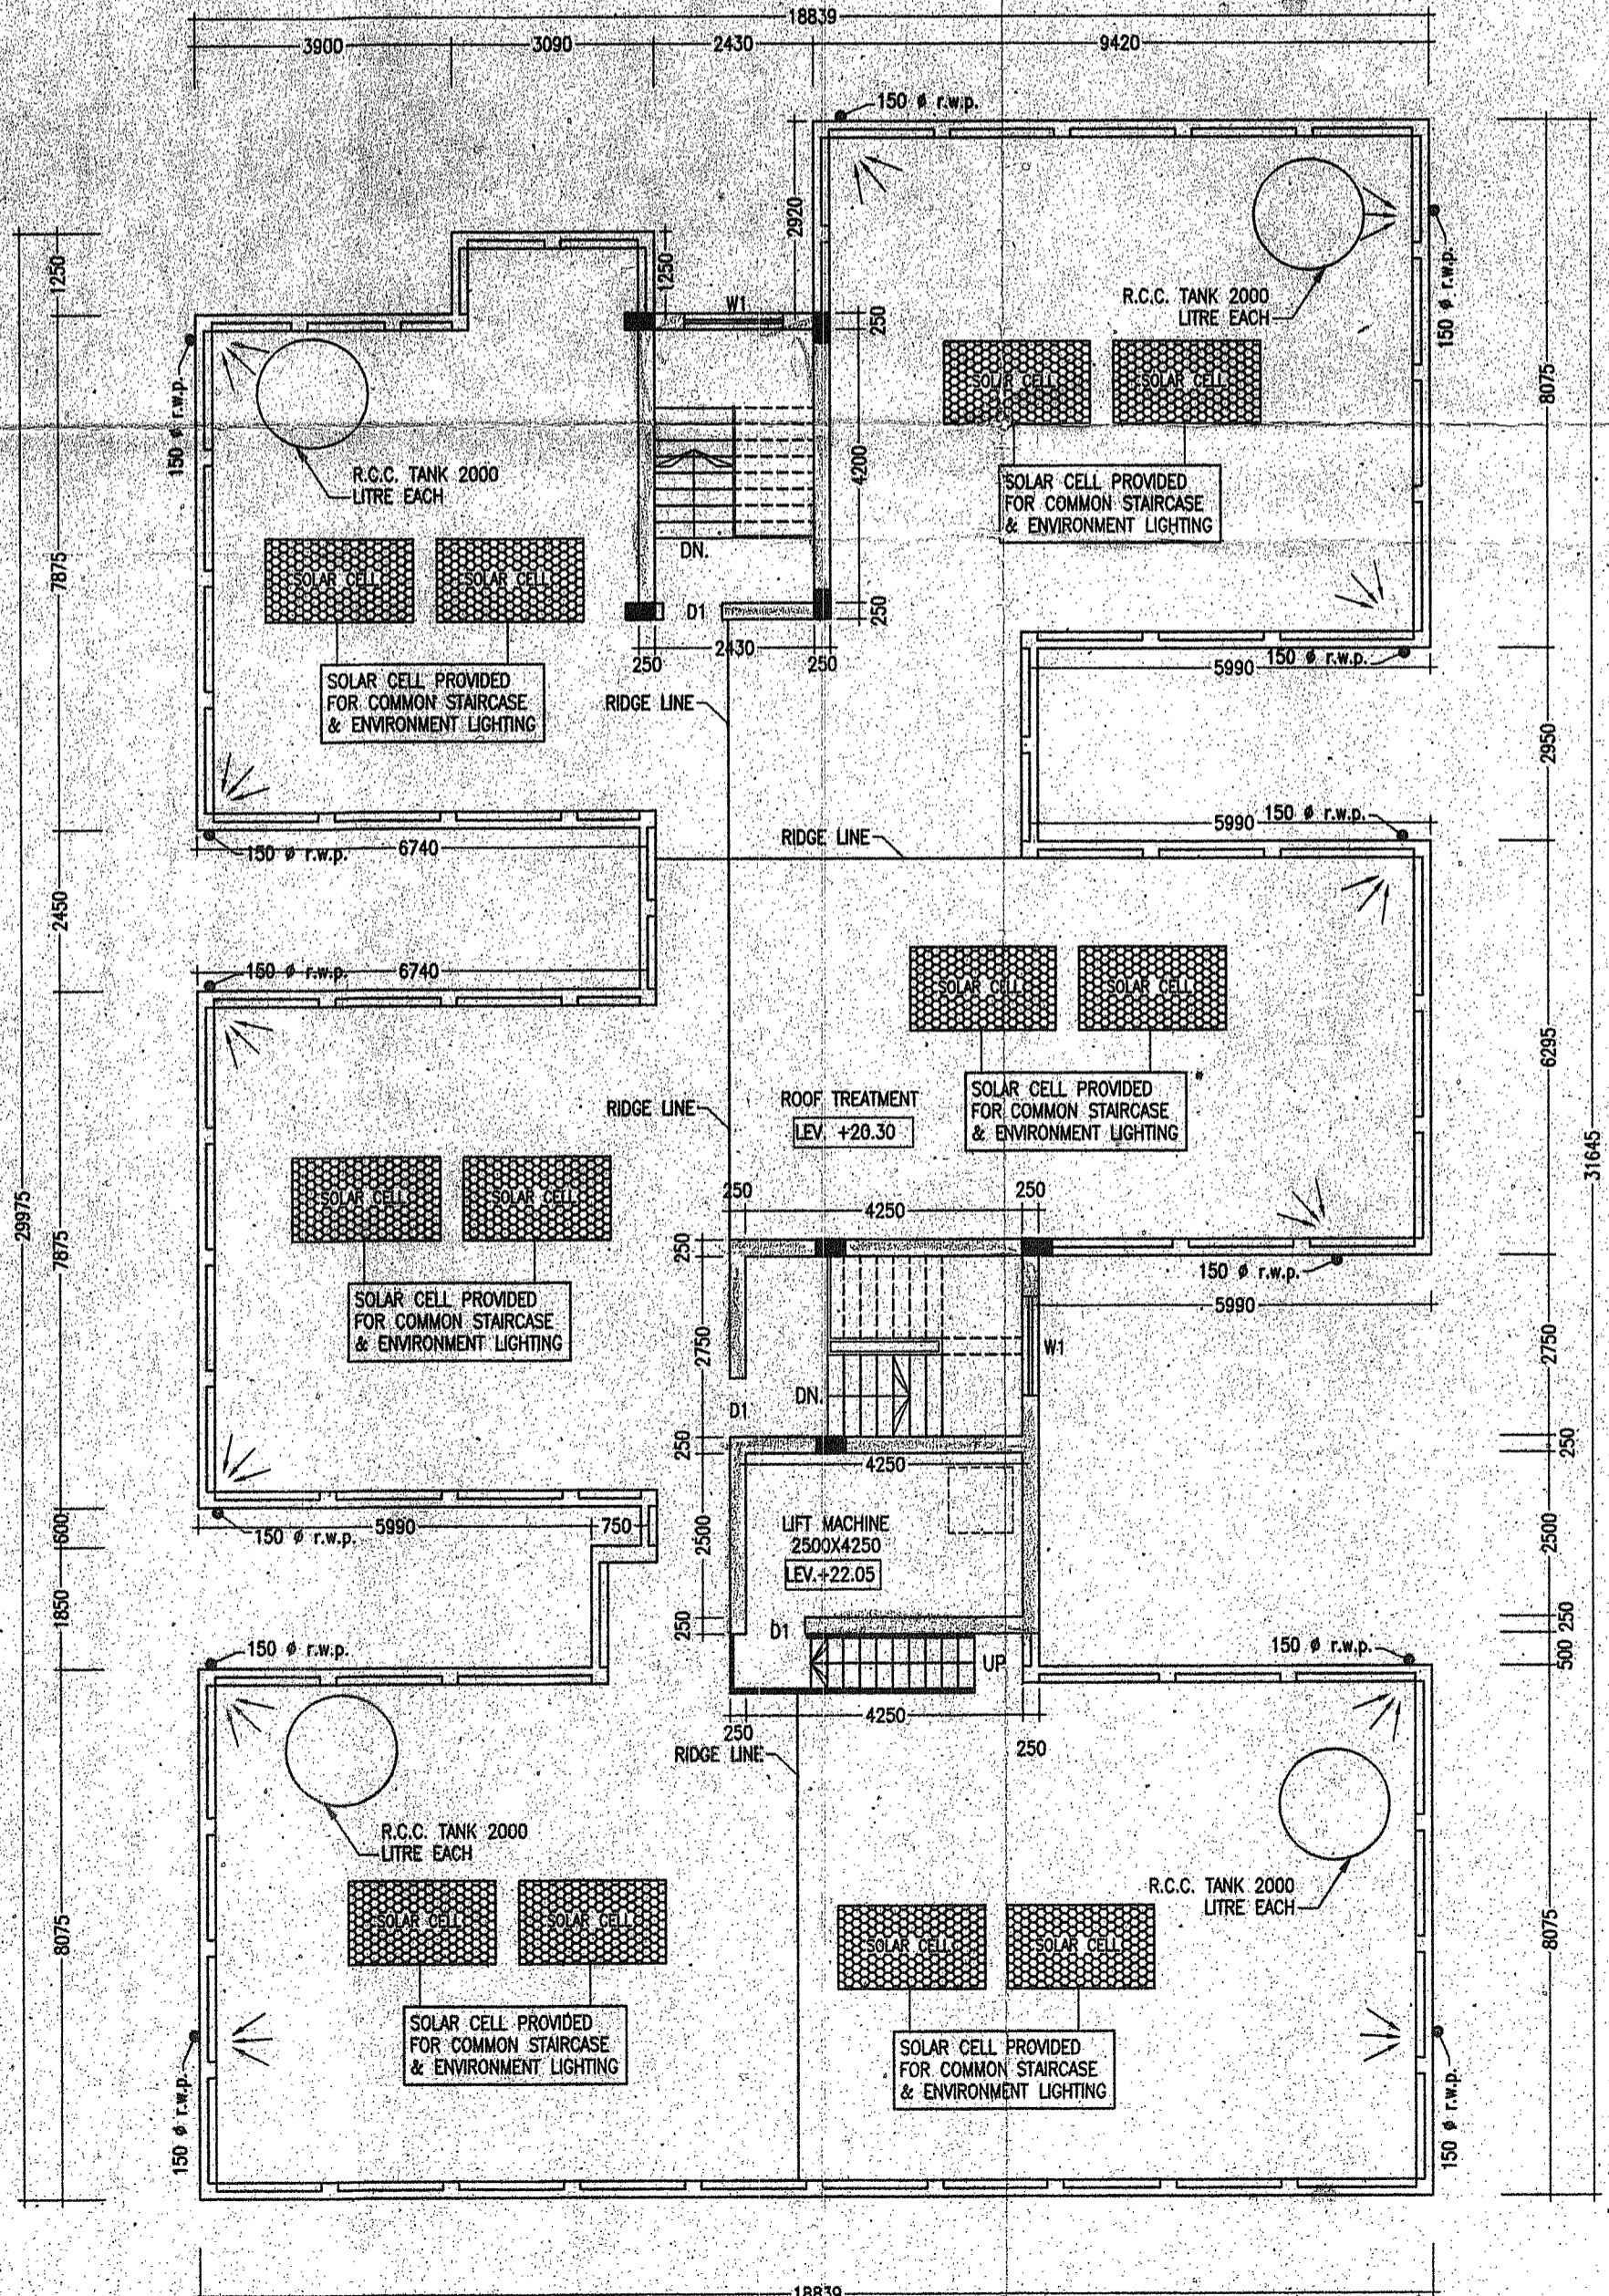 18839
3900
3090
2430
9420
150 ø r.w.p.
2920
1250
1250
W1
250
R.C.C. TANK 2000
LITRE EACH
150 ø r.w.p.
8075
150 ø r.w.p.
SOLAR CELL
SOLAR CELL
4200
R.C.C. TANK 2000
LITRE EACH
SOLAR CELL PROVIDED
FOR COMMON STAIRCASE
& ENVIRONMENT LIGHTING
DN.
7875
SOLAR CELL
SOLAR CELL
D1
250
2430
250
250
5990
150 ø r.w.p.
SOLAR CELL PROVIDED
FOR COMMON STAIRCASE
& ENVIRONMENT LIGHTING
RIDGE LINE
2950
150 ø r.w.p.
5990
RIDGE LINE
150 ø r.w.p.
6740
2450
150 ø r.w.p.
6740
SOLAR CELL
SOLAR CELL
6295
ROOF TREATMENT
LEV. +20.30
SOLAR CELL PROVIDED
FOR COMMON STAIRCASE
& ENVIRONMENT LIGHTING
RIDGE LINE
31645
29975
SOLAR CELL
SOLAR CELL
250
4250
250
7875
250
150 ø r.w.p.
5990
SOLAR CELL PROVIDED
FOR COMMON STAIRCASE
& ENVIRONMENT LIGHTING
2750
W1
2750
DN.
D1
250
4250
250
150 ø r.w.p.
5990
750
600
LIFT MACHINE
2500X4250
LEV.+22.05
2500
2500
1850
250
D1
250
UP
500
150 ø r.w.p.
150 ø r.w.p.
250
4250
250
RIDGE LINE
R.C.C. TANK 2000
LITRE EACH
R.C.C. TANK 2000
LITRE EACH
8075
SOLAR CELL
SOLAR CELL
SOLAR CELL
SOLAR CELL
8075
SOLAR CELL PROVIDED
FOR COMMON STAIRCASE
& ENVIRONMENT LIGHTING
SOLAR CELL PROVIDED
FOR COMMON STAIRCASE
& ENVIRONMENT LIGHTING
150 ø r.w.p.
150 ø r.w.p.
18839